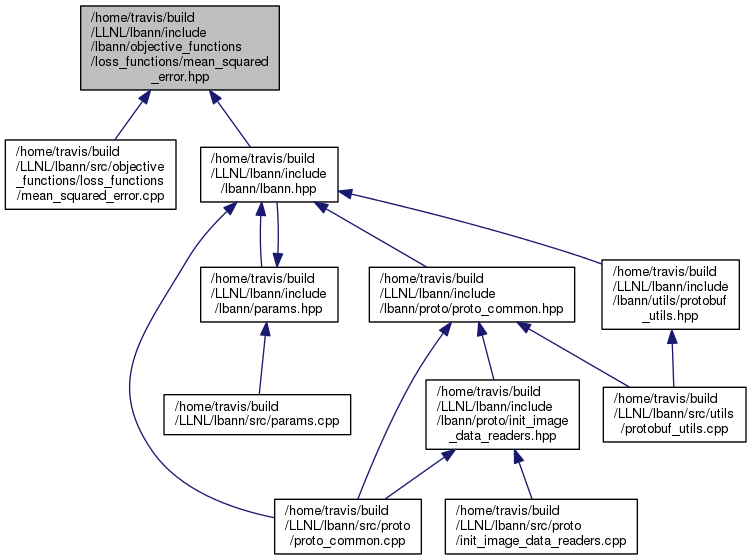 /home/travis/build
/LLNL/lbann/include
/lbann/objective_functions
/loss_functions/mean_squared
_error.hpp
/home/travis/build
/LLNL/lbann/src/objective
_functions/loss_functions
/mean_squared_error.cpp
/home/travis/build
/LLNL/lbann/include
/lbann/lbann.hpp
/home/travis/build
/LLNL/lbann/include
/lbann/params.hpp
/home/travis/build
/LLNL/lbann/include
/lbann/proto/proto_common.hpp
/home/travis/build
/LLNL/lbann/include
/lbann/utils/protobuf
_utils.hpp
/home/travis/build
/LLNL/lbann/src/params.cpp
/home/travis/build
/LLNL/lbann/include
/lbann/proto/init_image
_data_readers.hpp
/home/travis/build
/LLNL/lbann/src/utils
/protobuf_utils.cpp
/home/travis/build
/LLNL/lbann/src/proto
/proto_common.cpp
/home/travis/build
/LLNL/lbann/src/proto
/init_image_data_readers.cpp